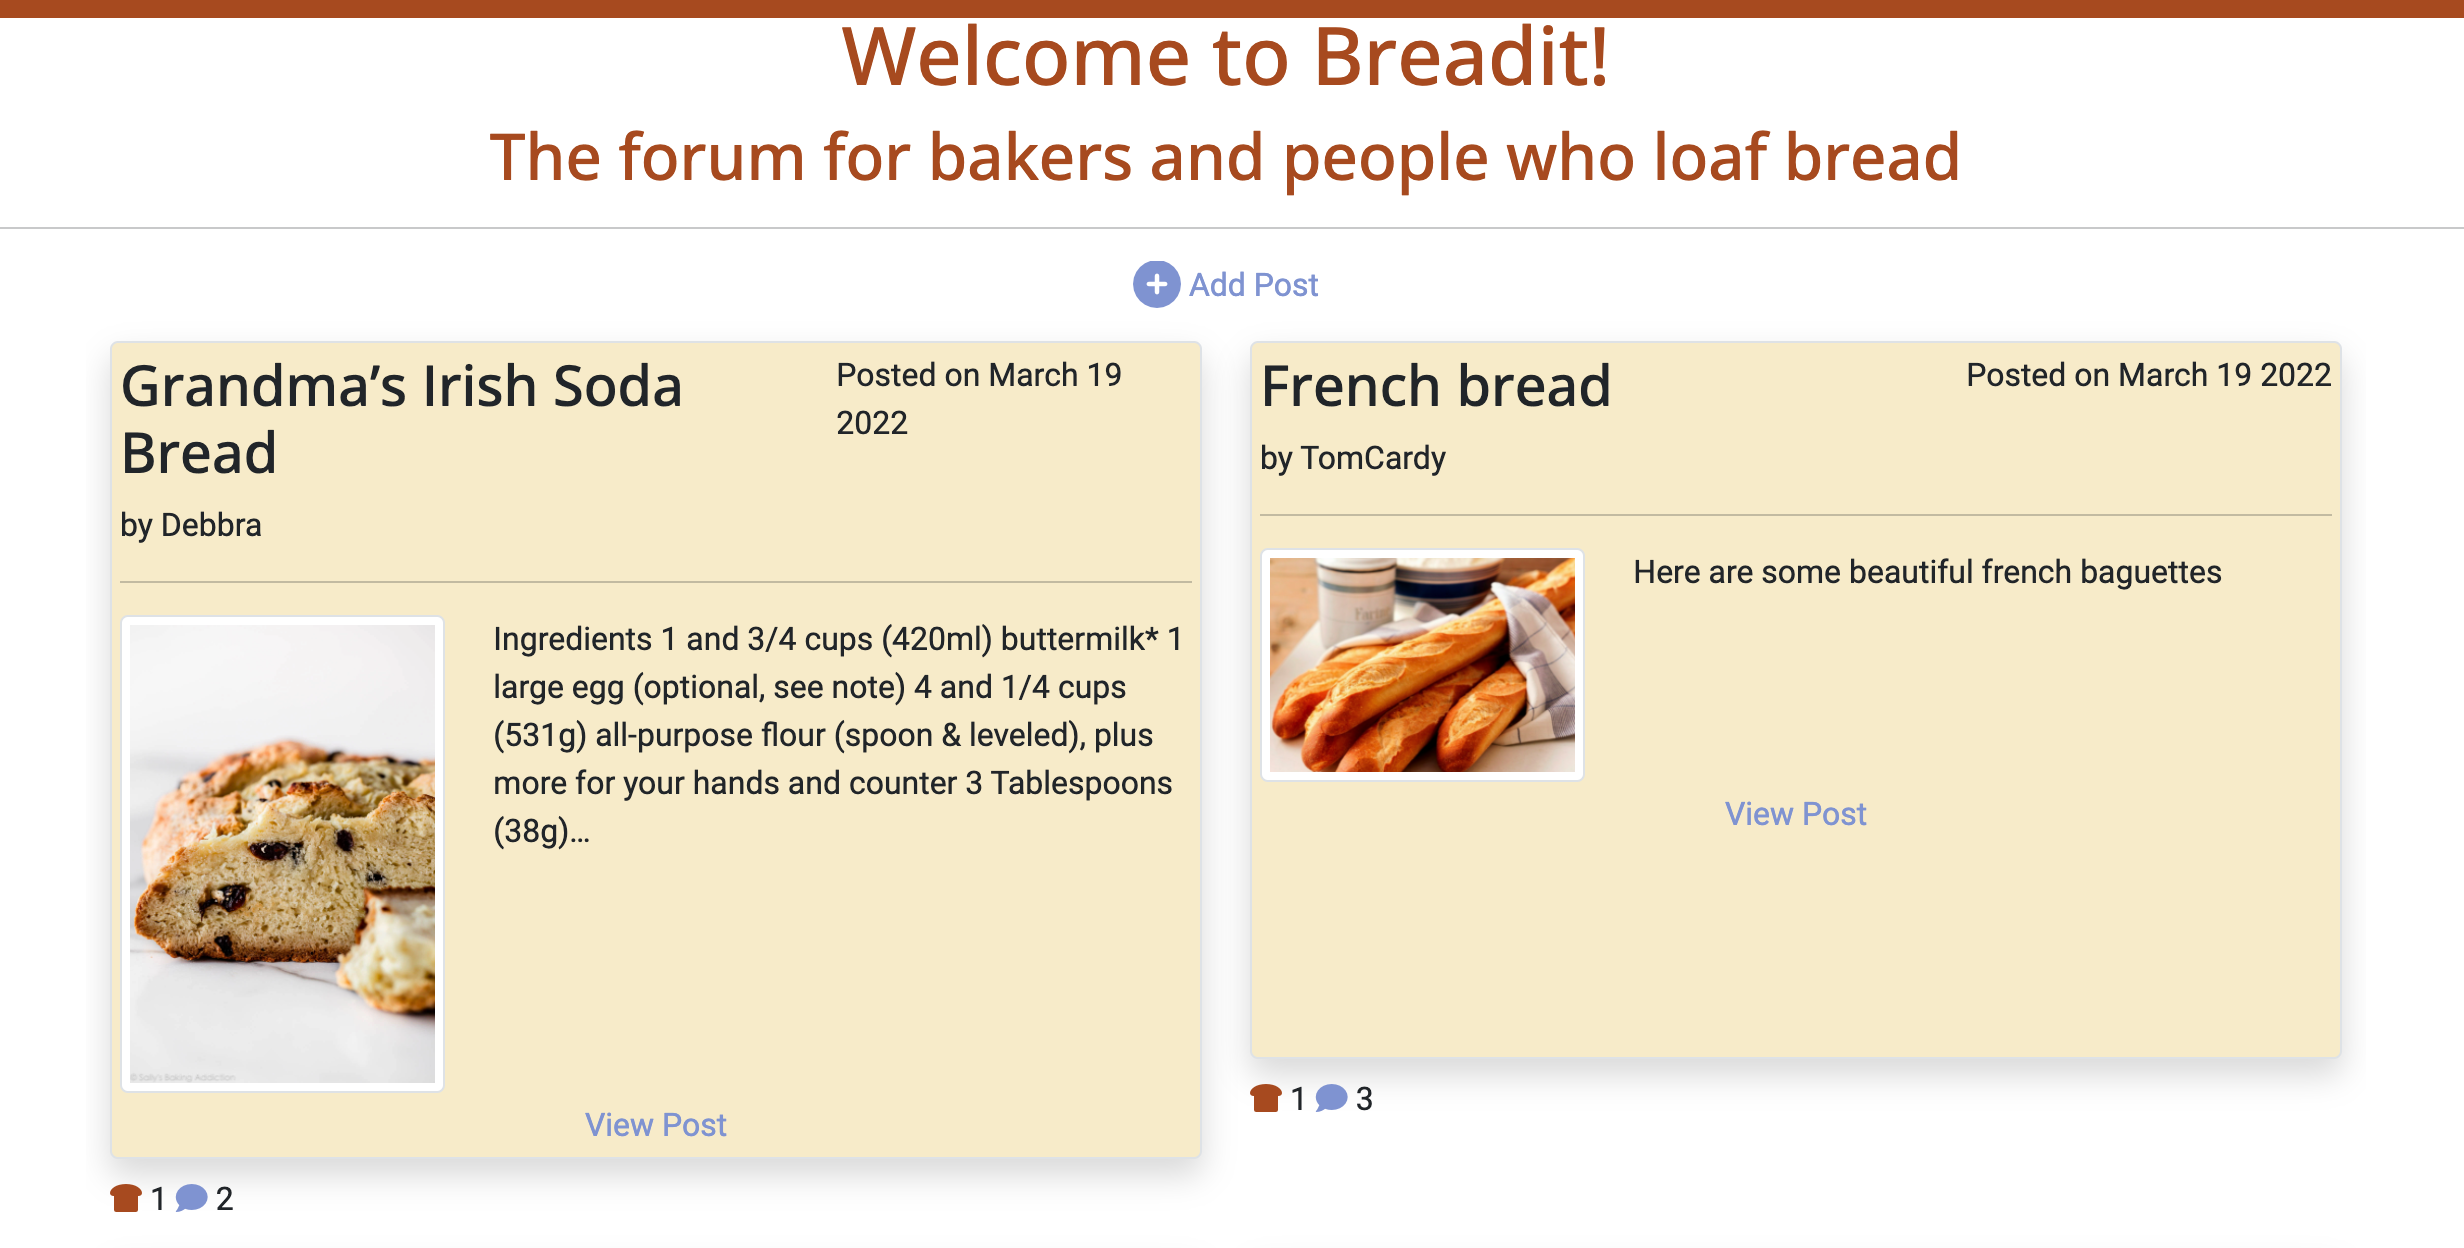 Welcome to Breadit!
The forum for bakers and people who loaf bread
Add Post
Grandma’s Irish Soda
Bread
Posted on March 19
2022
by Debbra
Ingredients 1 and 3/4 cups (420ml) buttermilk* 1
large egg (optional, see note) 4 and 1/4 cups
(531g) all-purpose flour (spoon & leveled), plus
more for your hands and counter 3 Tablespoons
(38g)...
© Sally's Baking Addiction
View Post
1 2
French bread
Posted on March 19 2022
by TomCardy
Here are some beautiful french baguettes
View Post
1 3